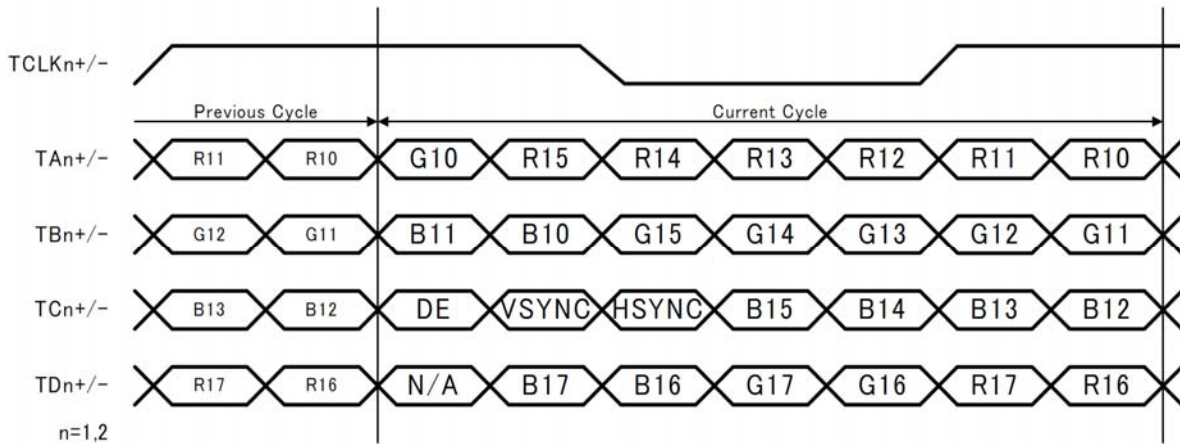 TCLKn+/-
Previous Cycle Current Cycle
TAn+/- R11 R10 G10 R15 R14 R13 R12 R11 R10
TBn+/- G12 G11 B11 B10 G15 G14 G13 G12 G11
TCn+/- B13 B12 DE VSYNC HSYNC B15 B14 B13 B12
TDn+/- R17 R16 N/A B17 B16 G17 G16 R17 R16
n=1,2